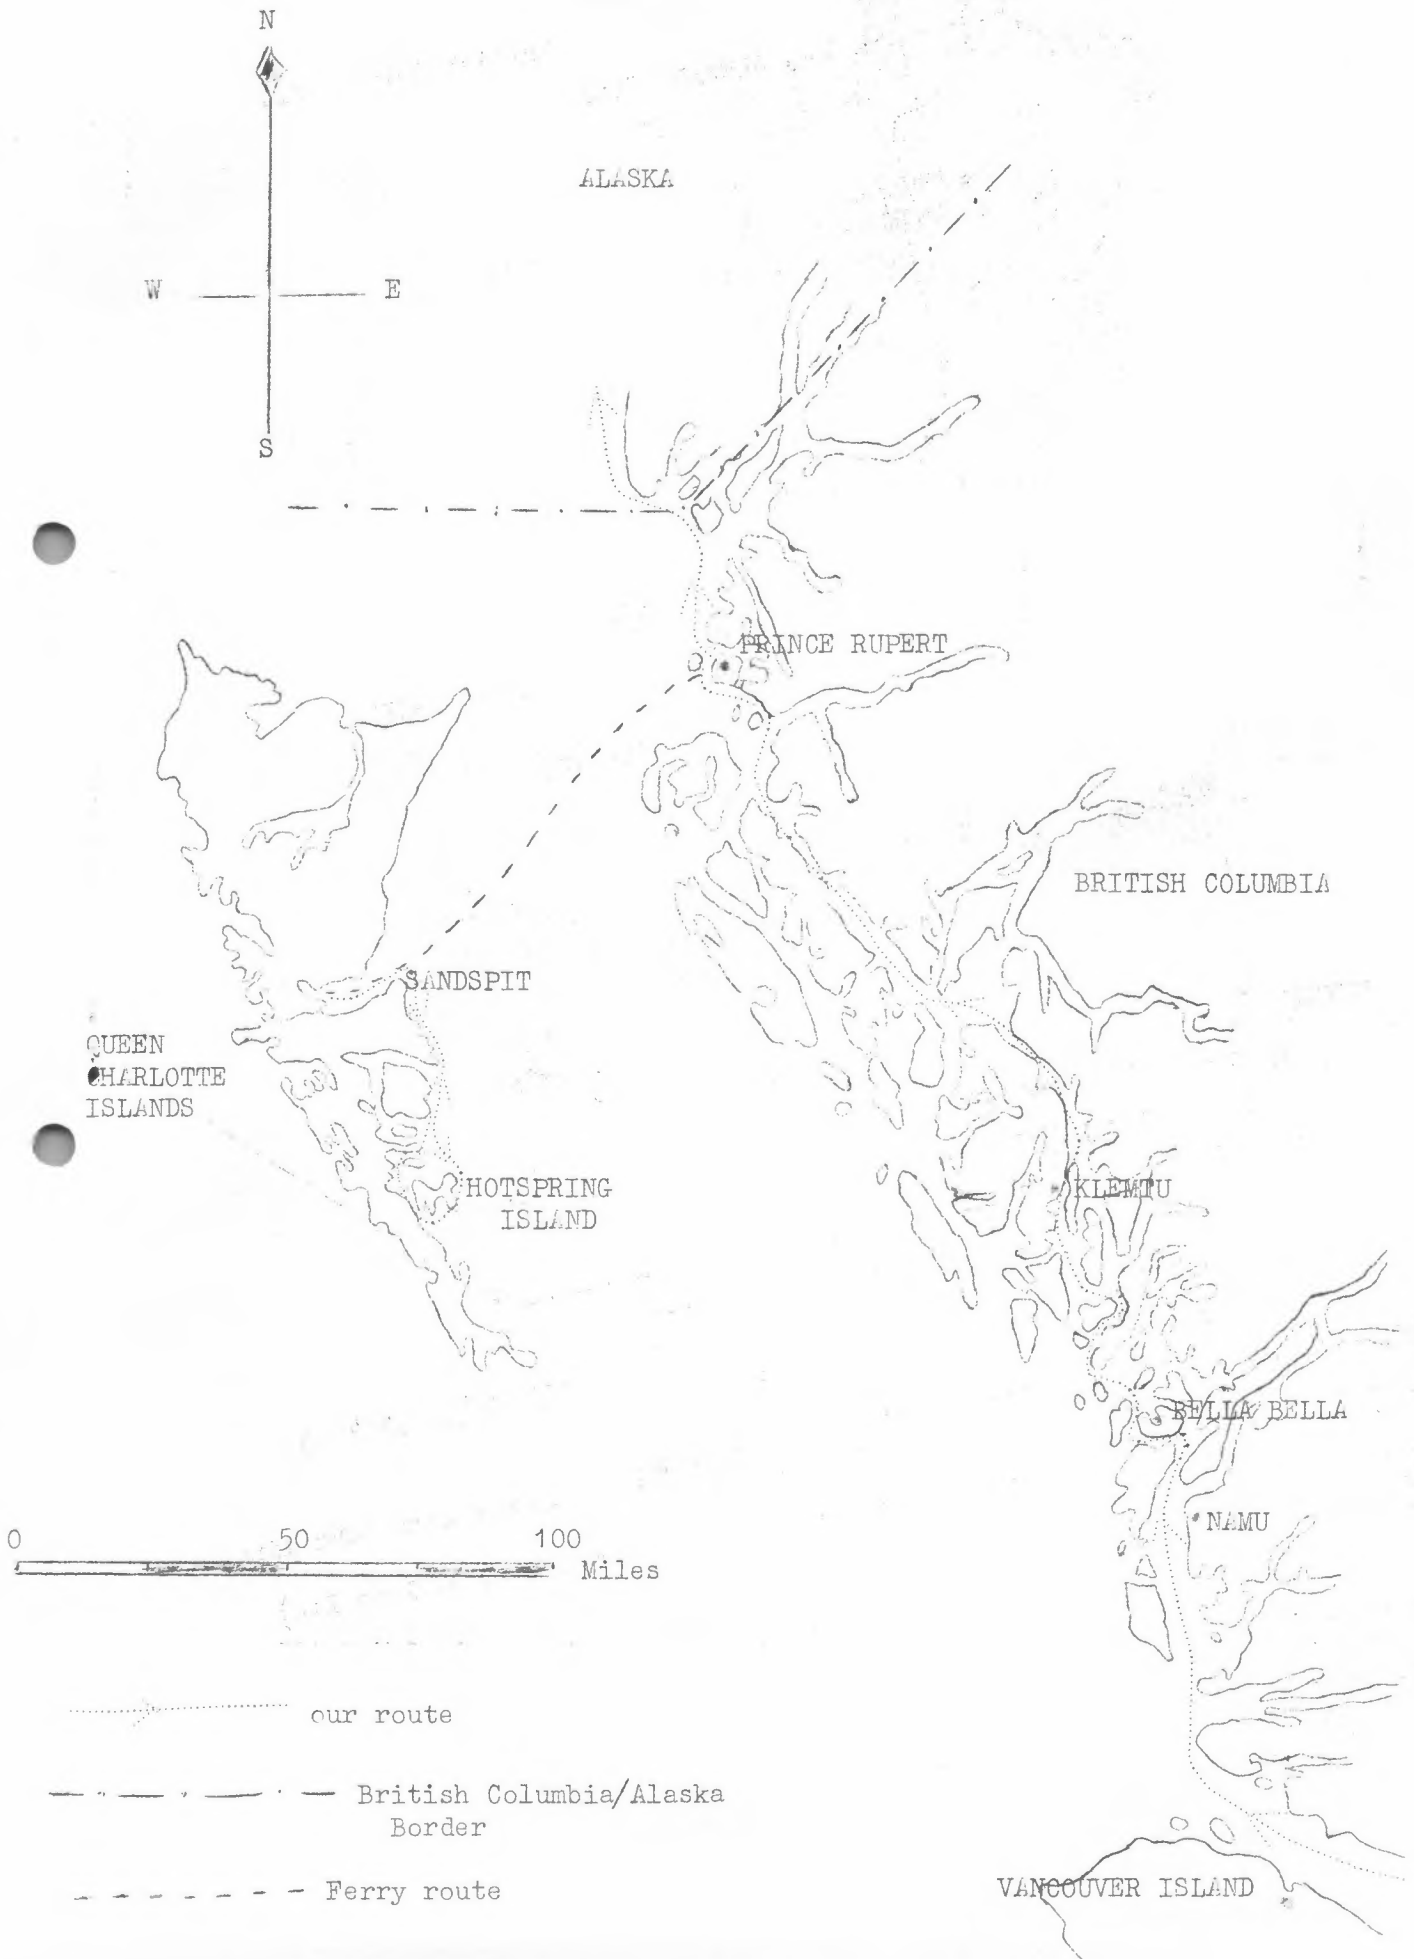 N
ALASKA
W E
S
PRINCE RUPERT
BRITISH COLUMBIA
SANDSPIT
QUEEN
CHARLOTTE
ISLANDS
HOTSPRING
ISLAND
KLEMTU
BELLA BELLA
NAMU
0 50 100
Miles
our route
British Columbia/Alaska
Border
Ferry route
VANCOUVER ISLAND